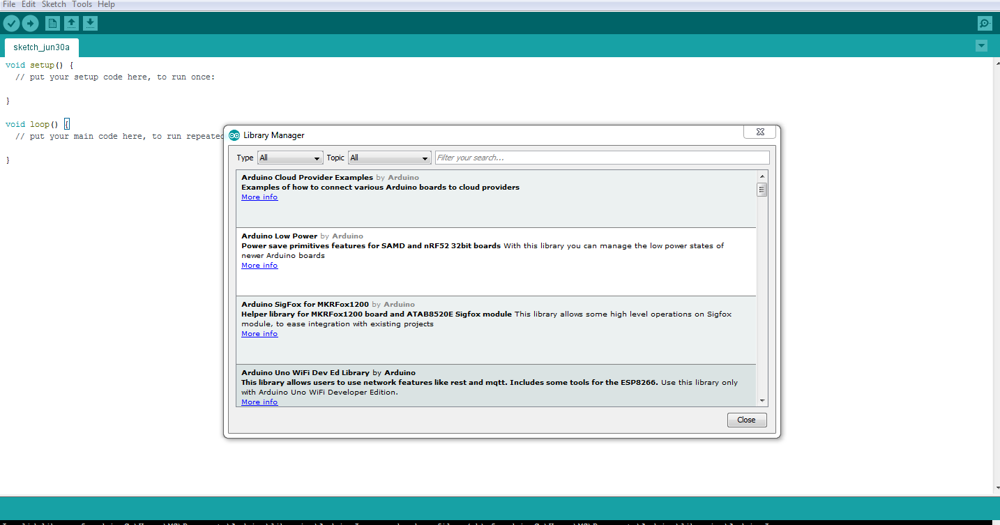 File Edit Sketch Tools Help
sketch_jun30a
void setup() {
// put your setup code here, to run once:
}
void loop() {
// put your main code here, to run repeate
}
Library Manager
Type All Topic All Filter your search...
Arduino Cloud Provider Examples by Arduino
Examples of how to connect various Arduino boards to cloud providers
More info
Arduino Low Power by Arduino
Power save primitives features for SAMD and nRF52 32bit boards With this library you can manage the low power states of
newer Arduino boards
More info
Arduino SigFox for MKRFox1200 by Arduino
Helper library for MKRFox1200 board and ATAB8520E Sigfox module This library allows some high level operations on Sigfox
module, to ease integration with existing projects
More info
Arduino Uno WiFi Dev Ed Library by Arduino
This library allows users to use network features like rest and mqtt. Includes some tools for the ESP8266. Use this library only
with Arduino Uno WiFi Developer Edition.
More info
Close